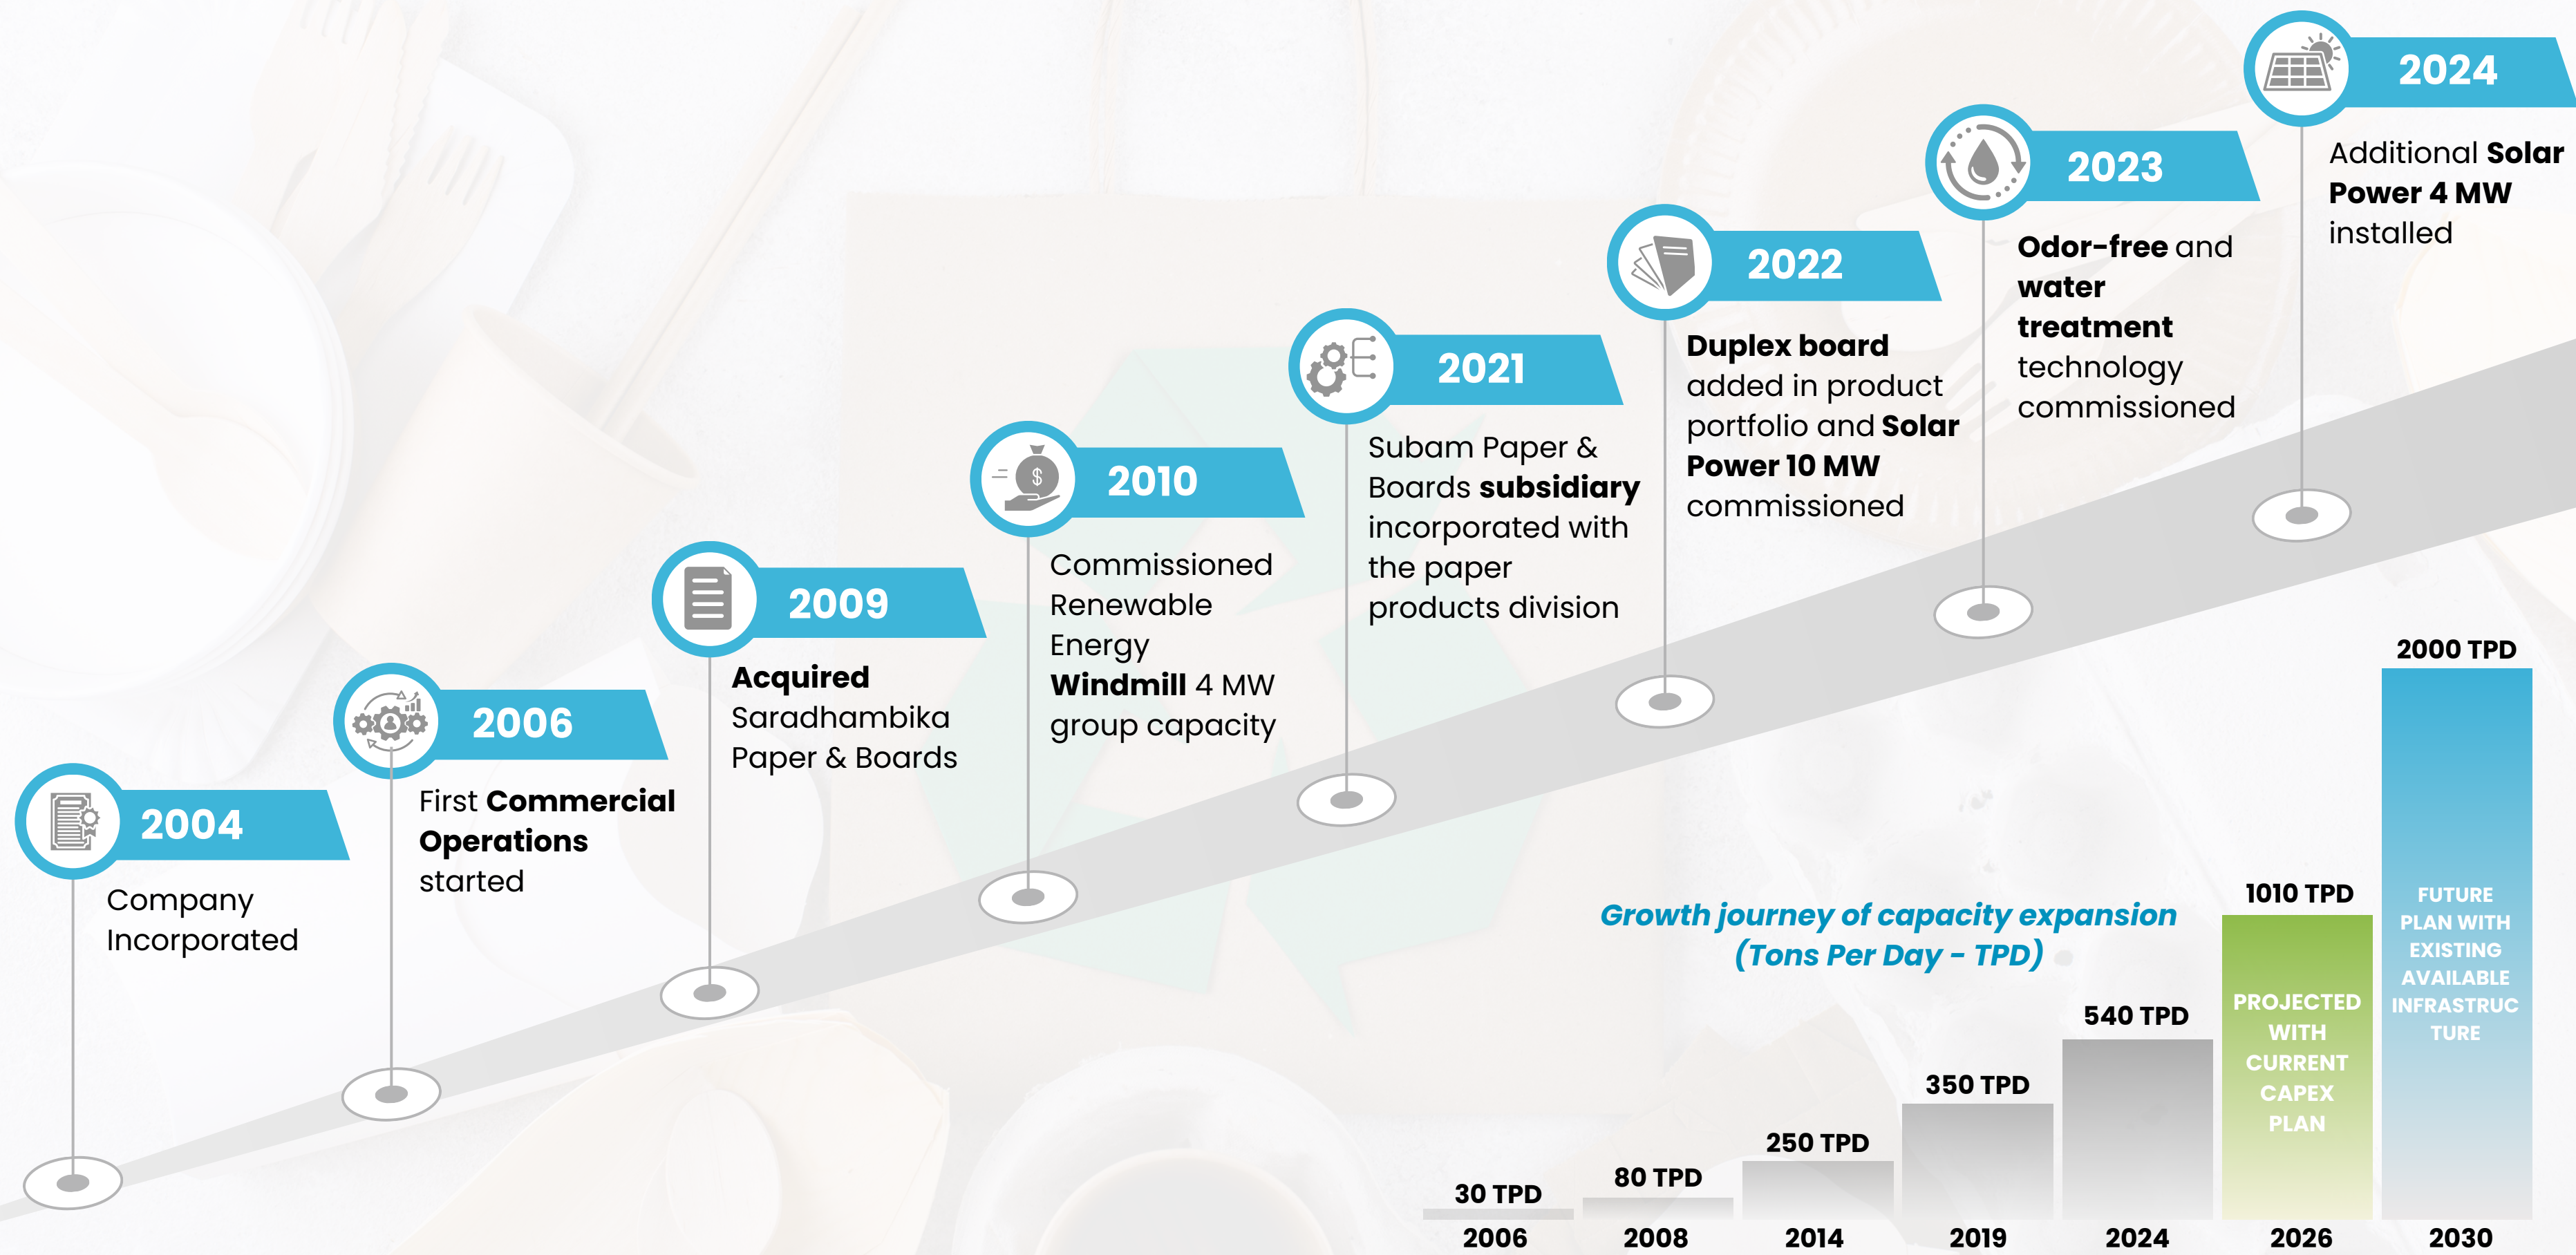 2004
Company
Incorporated
2006
First Commercial
Operations
started
2009
Acquired
Saradhambika
Paper & Boards
2010
Commissioned
Renewable
Energy
Windmill 4 MW
group capacity
2021
Subam Paper &
Boards subsidiary
incorporated with
the paper
products division
2022
Duplex board
added in product
portfolio and Solar
Power 10 MW
commissioned
2023
Odor-free and
water
treatment
technology
commissioned
2024
Additional Solar
Power 4 MW
installed
Growth journey of capacity expansion
(Tons Per Day - TPD)
30 TPD
2006
80 TPD
2008
250 TPD
2014
350 TPD
2019
540 TPD
2024
1010 TPD
PROJECTED
WITH
CURRENT
CAPEX
PLAN
2026
2000 TPD
FUTURE
PLAN WITH
EXISTING
AVAILABLE
INFRASTRUC
TURE
2030
$